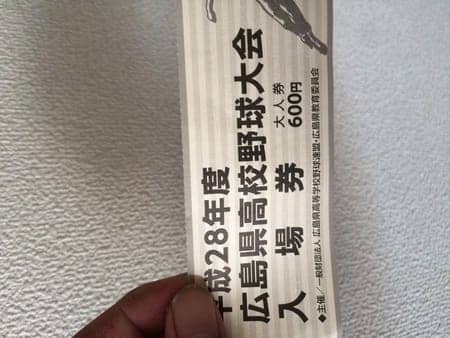 平成28年度
広島県高校野球大会
入場券 大人券 600円
◆主催/一般財団法人 広島県高等学校野球連盟・広島県教育委員会